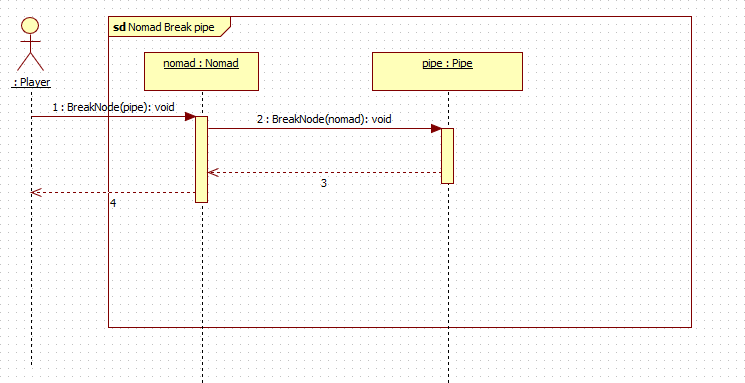 sd Nomad Break pipe
nomad : Nomad
pipe : Pipe
: Player
1 : BreakNode(pipe): void
2 : BreakNode(nomad): void
3
4